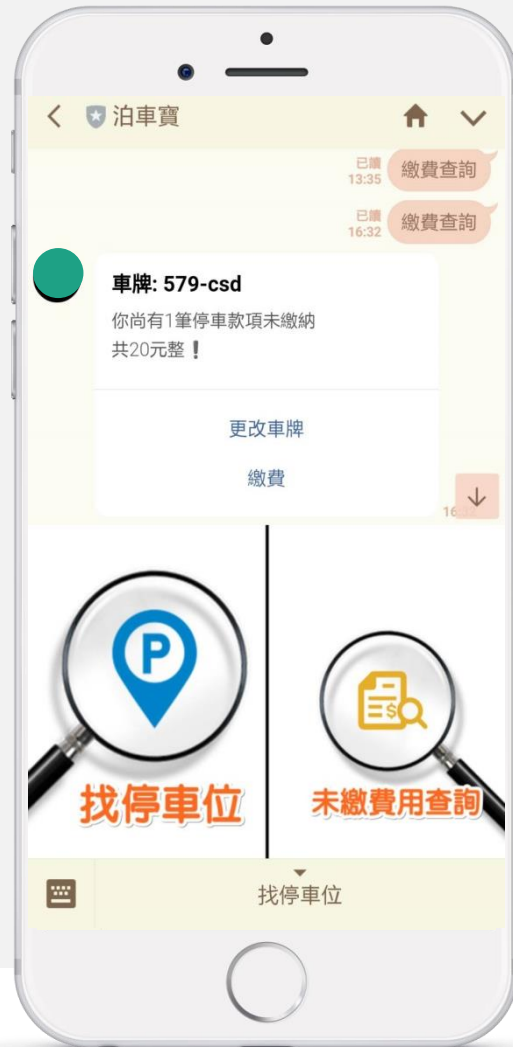 泊車寶
已讀
13:35
繳費查詢
已讀
16:32
繳費查詢
車牌: 579-csd
你尚有1筆停車款項未繳納
共20元整！
更改車牌
繳費
P
$
找停車位
未繳費用查詢
找停車位